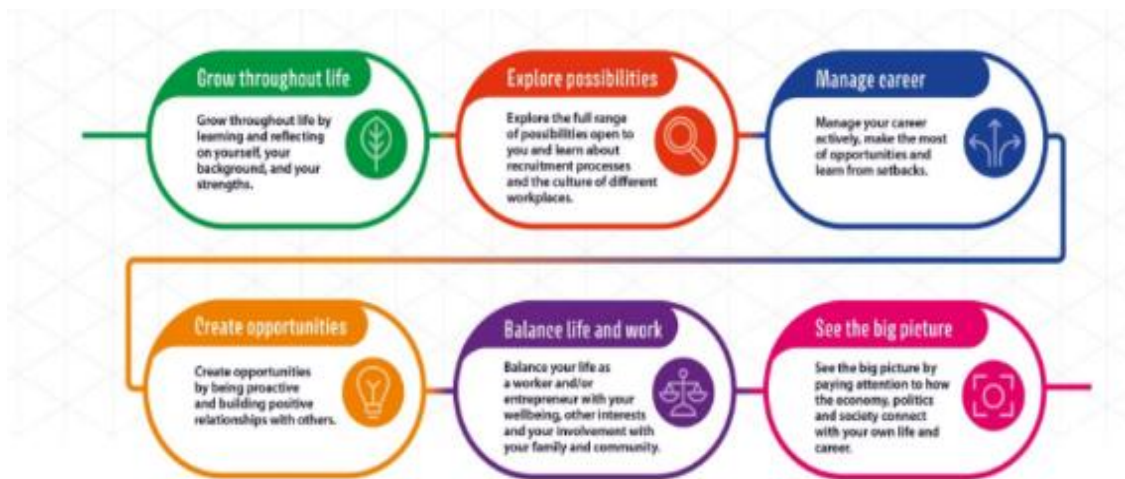 Grow throughout life
Grow throughout life by
learning and reflecting
on yourself, your
background, and your
strengths.
Explore possibilities
Explore the full range
of possibilities open to
you and learn about
recruitment processes
and the culture of different
workplaces.
Manage career
Manage your career
actively, make the most
of opportunities and
learn from setbacks.
Create opportunities
Create opportunities
by being proactive
and building positive
relationships with others.
Balance life and work
Balance your life as
a worker and/or
entrepreneur with your
wellbeing, other interests
and your involvement with
your family and community.
See the big picture
See the big picture by
paying attention to how
the economy, politics
and society connect
with your own life and
career.